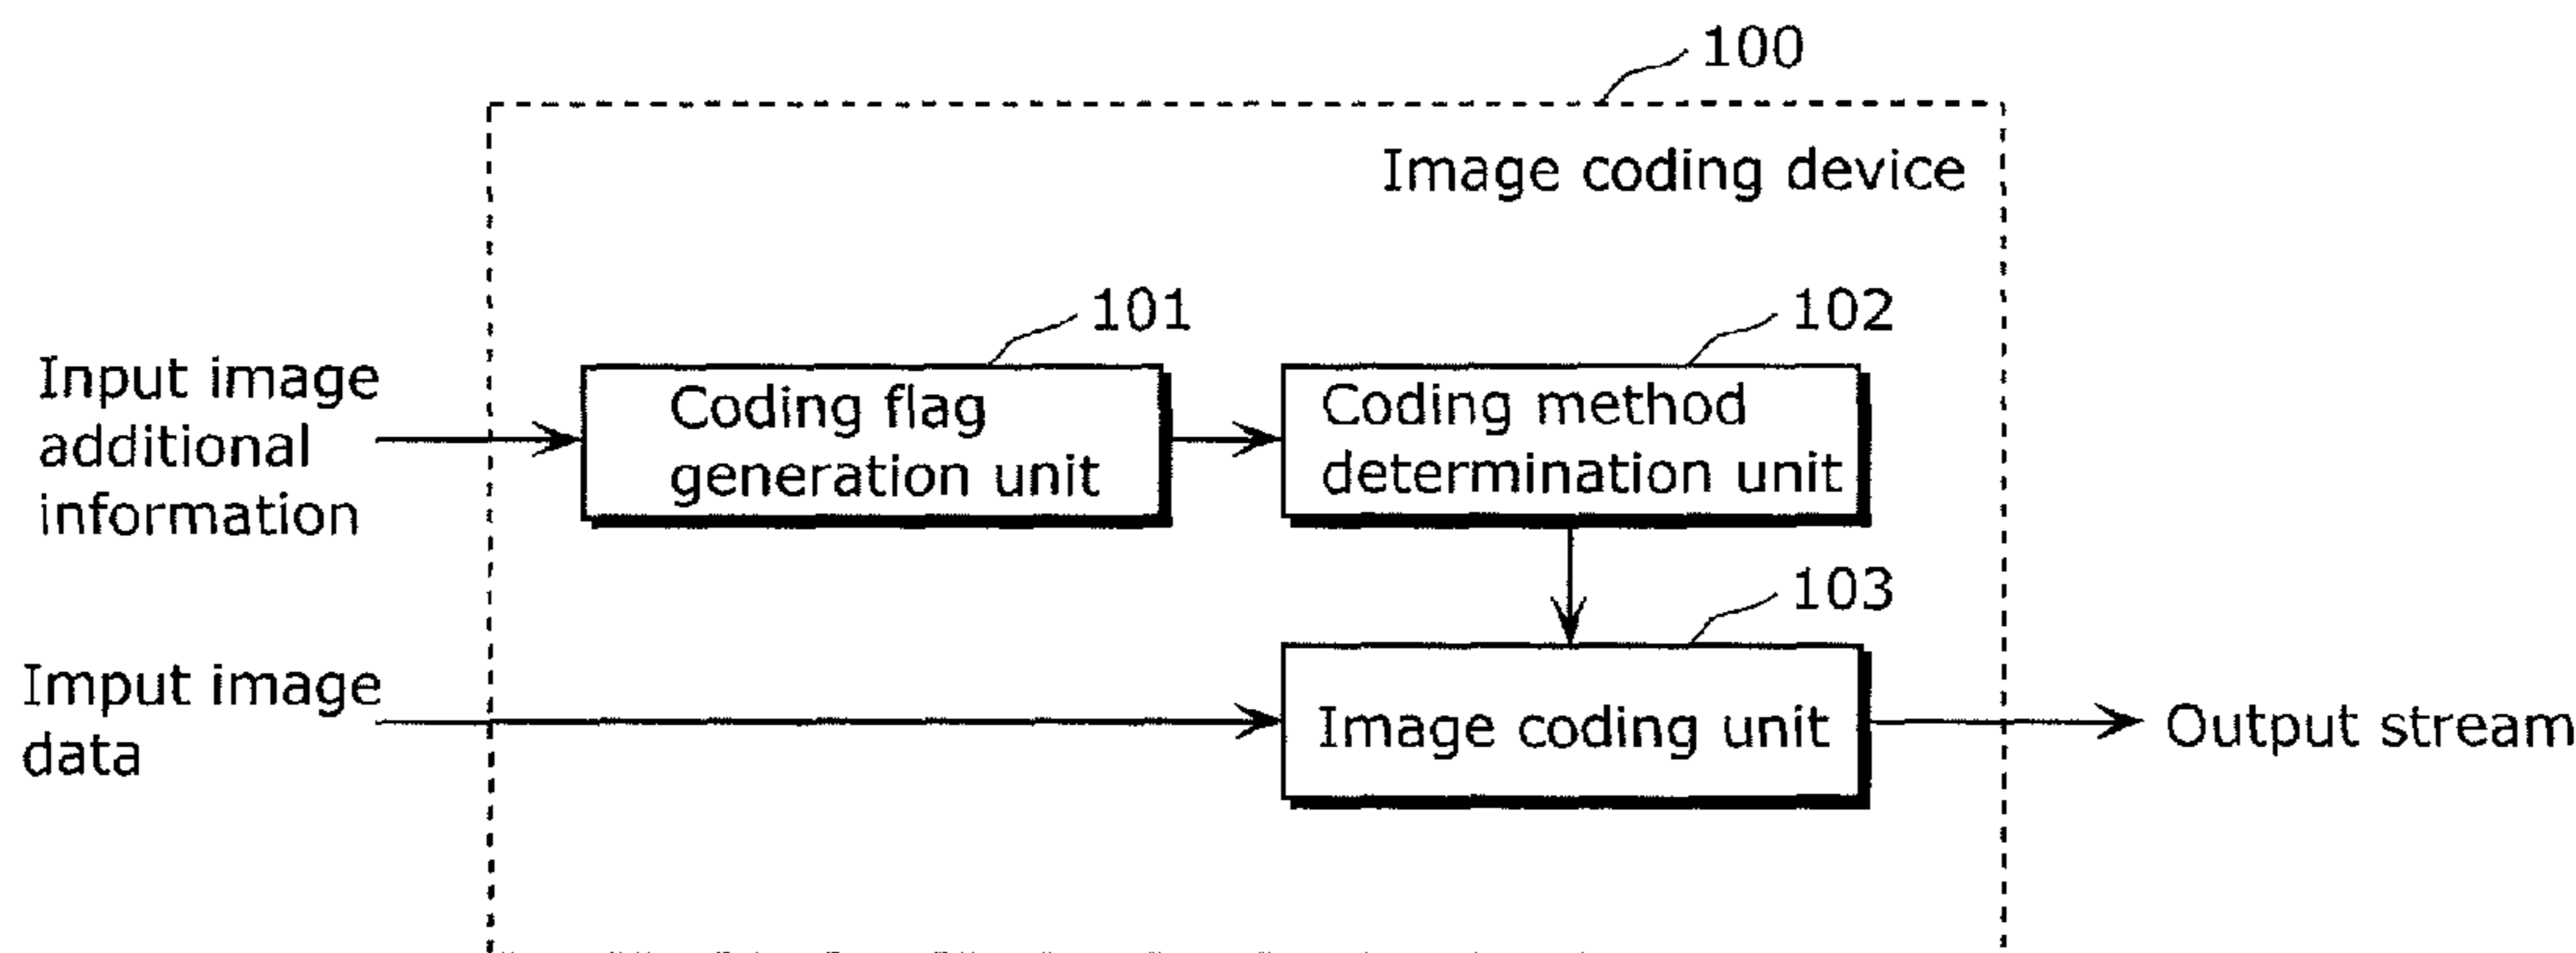 100
Image coding device
101
102
Input image
additional
information
Coding flag
generation unit
Coding method
determination unit
103
Imput image
data
Image coding unit
Output stream